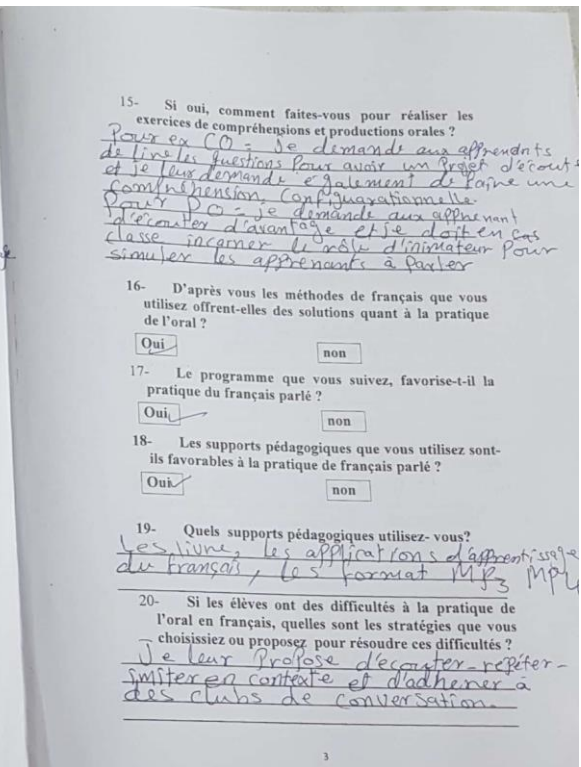 15- Si oui, comment faites-vous pour réaliser les
exercices de compréhensions et productions orales ?
Pour ex CO = Je demande aux apprenants
de lire les questions Pour avoir un Projet d'écoute
et je leur demande également de faire une
compréhension, configurationnelle.
Pour PO = je demande aux apprenant
d'écouter d'avantage et je doit en cas
classe incarner le rôle d'inimateur Pour
simuler les apprenants à Parler
16- D'après vous les méthodes de français que vous
utilisez offrent-elles des solutions quant à la pratique
de l'oral ?
Oui non
17- Le programme que vous suivez, favorise-t-il la
pratique du français parlé ?
Oui non
18- Les supports pédagogiques que vous utilisez sont-
ils favorables à la pratique de français parlé ?
Oui non
19- Quels supports pédagogiques utilisez- vous?
Les livre, les applications d'apprentissage
du français, les format MP3 MP4
20- Si les élèves ont des difficultés à la pratique de
l'oral en français, quelles sont les stratégies que vous
choisissiez ou proposez pour résoudre ces difficultés ?
Je leur Propose d'écouter-répéter-
imiter en contexte et d'adhérer à
des clubs de conversation.
3